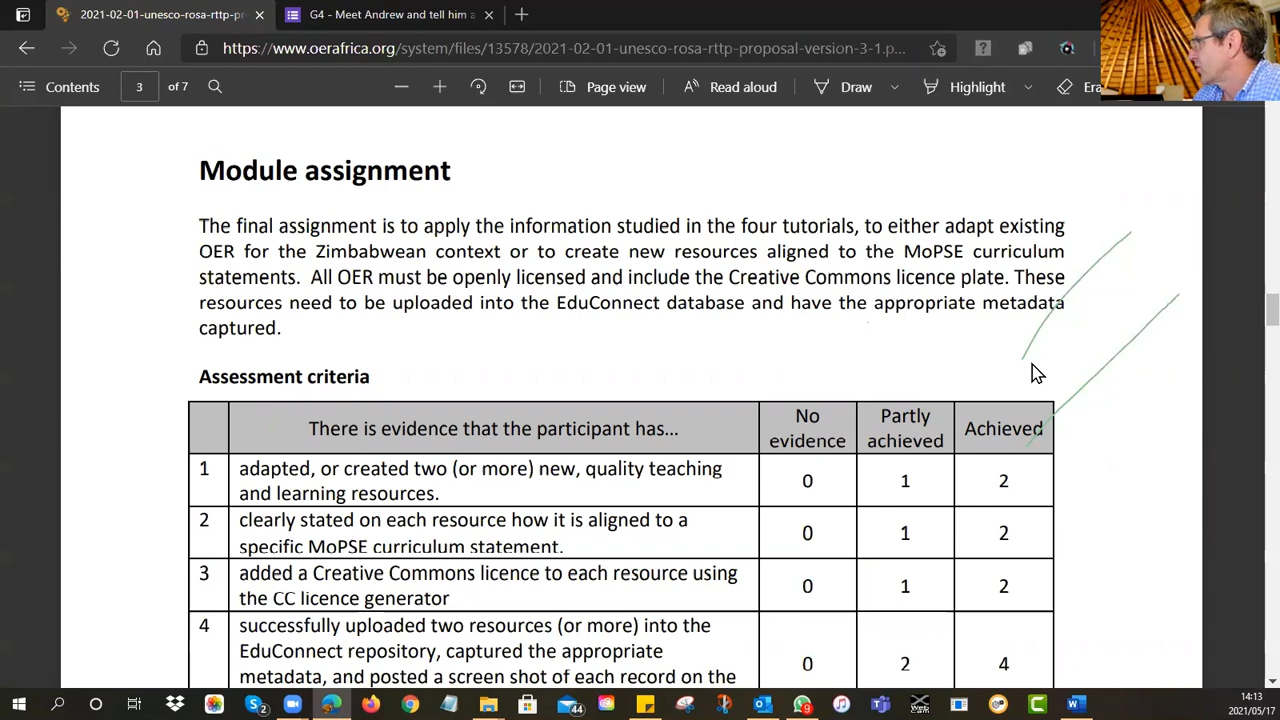 2021-02-01-unesco-rosa-rttp-pr
G4 - Meet Andrew and tell him a
https://www.oerafrica.org/system/files/13578/2021-02-01-unesco-rosa-rttp-proposal-version-3-1.p...
Contents
3
of 7
Page view
Read aloud
Draw
Highlight
Era
Module assignment
The final assignment is to apply the information studied in the four tutorials, to either adapt existing
OER for the Zimbabwean context or to create new resources aligned to the MoPSE curriculum
statements. All OER must be openly licensed and include the Creative Commons licence plate. These
resources need to be uploaded into the EduConnect database and have the appropriate metadata
captured.
Assessment criteria
There is evidence that the participant has...
No
evidence
Partly
achieved
Achieved
1
adapted, or created two (or more) new, quality teaching
and learning resources.
0
1
2
2
clearly stated on each resource how it is aligned to a
specific MoPSE curriculum statement.
0
1
2
3
added a Creative Commons licence to each resource using
the CC licence generator
0
1
2
4
successfully uploaded two resources (or more) into the
EduConnect repository, captured the appropriate
metadata, and posted a screen shot of each record on the
0
2
4
2
44
9
14:13
2021/05/17